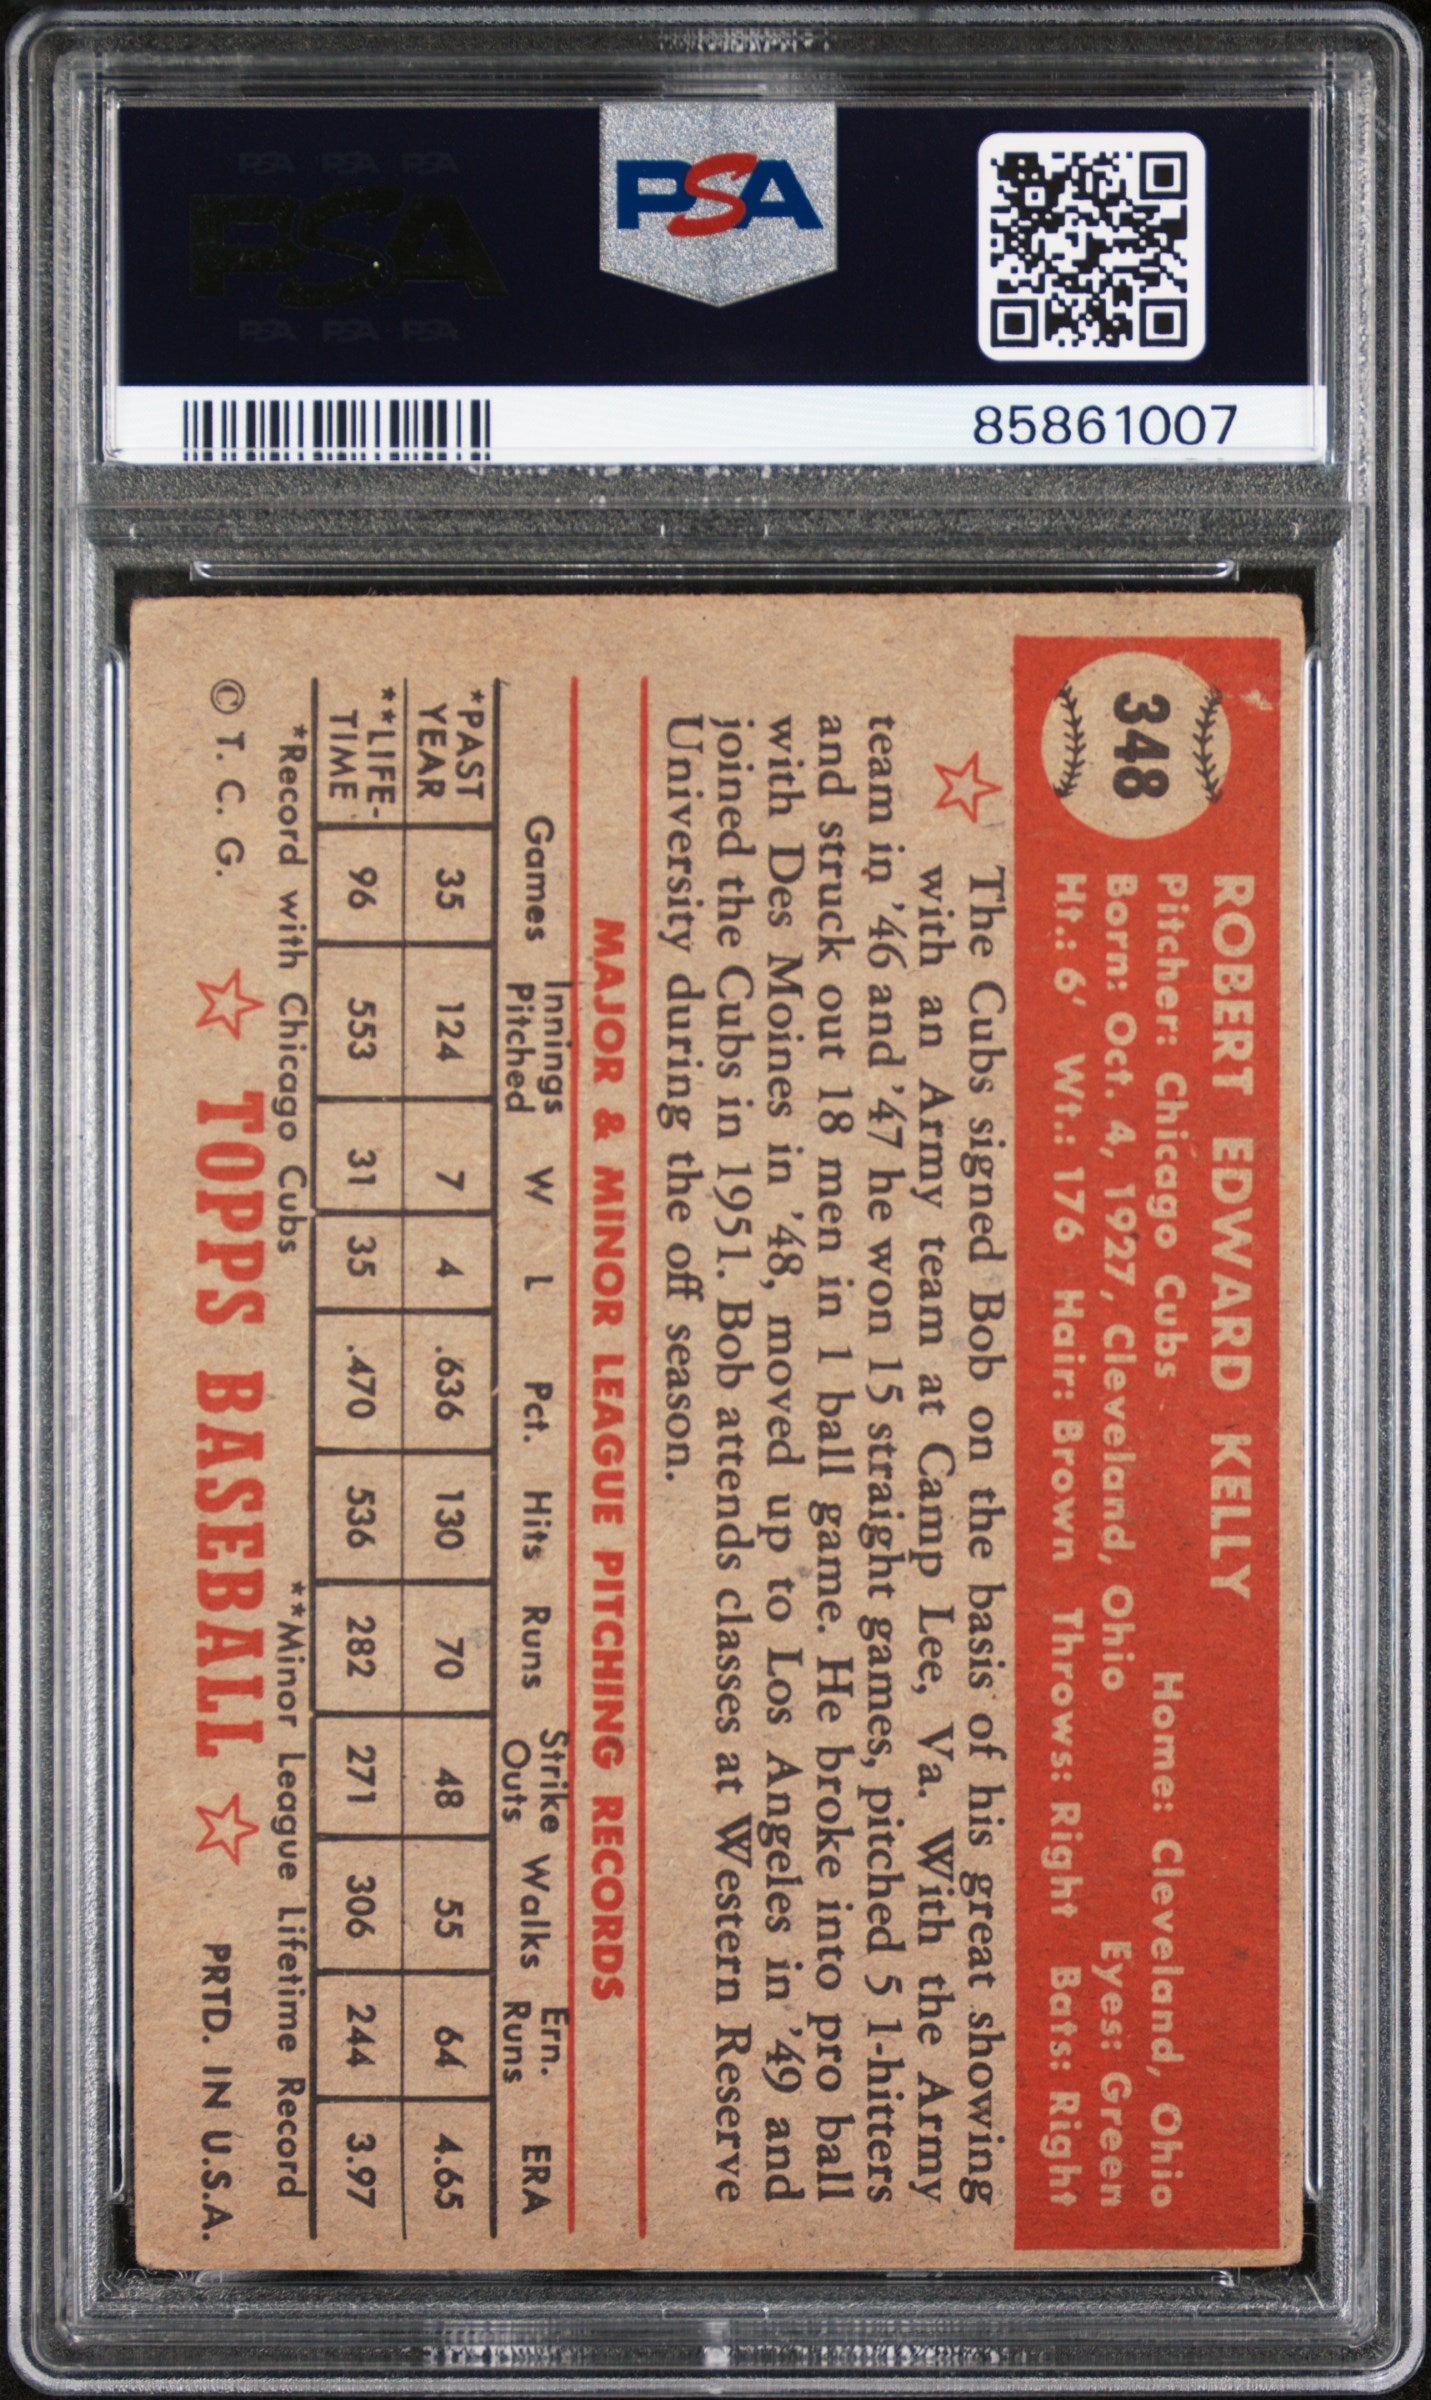 PSA PSA PSA
PSA
PSA PSA PSA
PSA
85861007
348
ROBERT EDWARD KELLY
Pitcher: Chicago Cubs Home: Cleveland, Ohio
Born: Oct. 4, 1927, Cleveland, Ohio Eyes: Green
Ht.: 6' Wt.: 176 Hair: Brown Throws: Right Bats: Right
The Cubs signed Bob on the basis of his great showing
with an Army team at Camp Lee, Va. With the Army
team in '46 and '47 he won 15 straight games, pitched 5 1-hitters
and struck out 18 men in 1 ball game. He broke into pro ball
with Des Moines in '48, moved up to Los Angeles in '49 and
joined the Cubs in 1951. Bob attends classes at Western Reserve
University during the off season.
MAJOR & MINOR LEAGUE PITCHING RECORDS
Games Innings Pitched W L Pct. Hits Runs Strike Outs Walks Ern. Runs ERA
*PAST YEAR 35 124 7 4 .636 130 70 48 55 64 4.65
**LIFE-TIME 96 553 31 35 .470 536 282 271 306 244 3.97
*Record with Chicago Cubs **Minor League Lifetime Record
© T. C. G. TOPPS BASEBALL PRTD. IN U.S.A.